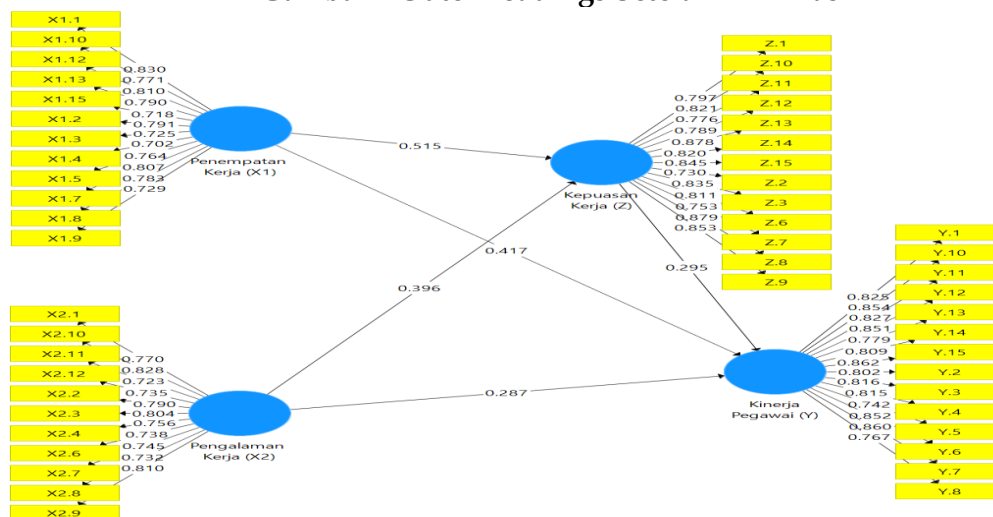 X1.1
X1.10
X1.12
X1.13
X1.15
X1.2
X1.3
X1.4
X1.5
X1.7
X1.8
X1.9
0.830
0.771
0.810
0.790
0.718
0.791
0.725
0.702
0.764
0.807
0.783
0.729
Penempatan
Kerja (X1)
0.515
0.417
0.396
0.287
0.295
Kepuasan
Kerja (Z)
0.797
0.821
0.776
0.789
0.878
0.820
0.845
0.730
0.835
0.811
0.753
0.879
0.853
Z.1
Z.10
Z.11
Z.12
Z.13
Z.14
Z.15
Z.2
Z.3
Z.6
Z.7
Z.8
Z.9
X2.1
X2.10
X2.11
X2.12
X2.2
X2.3
X2.4
X2.6
X2.7
X2.8
X2.9
0.770
0.828
0.723
0.735
0.790
0.804
0.756
0.738
0.745
0.732
0.810
Pengalaman
Kerja (X2)
Kinerja
Pegawai (Y)
0.825
0.854
0.827
0.851
0.779
0.809
0.862
0.802
0.816
0.815
0.742
0.852
0.860
0.767
Y.1
Y.10
Y.11
Y.12
Y.13
Y.14
Y.15
Y.2
Y.3
Y.4
Y.5
Y.6
Y.7
Y.8